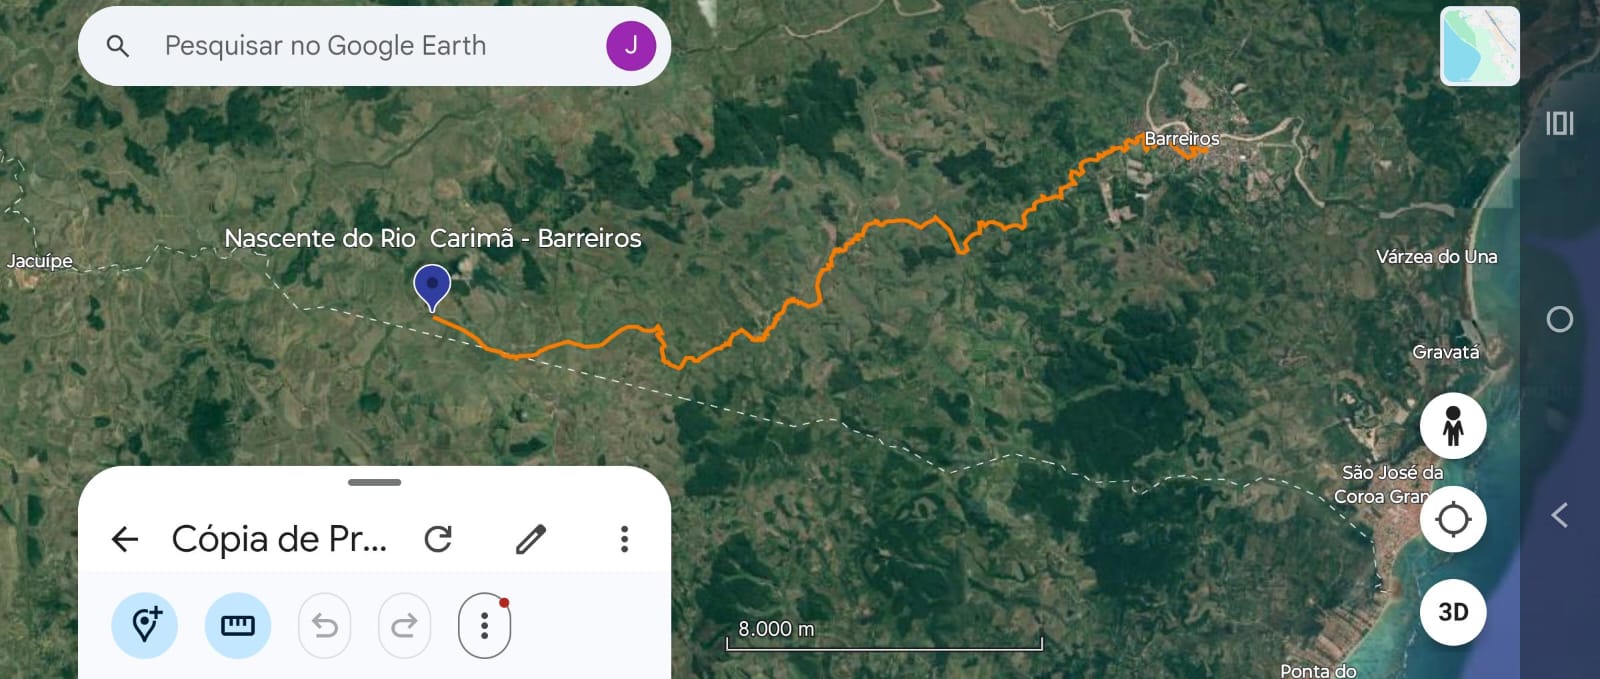 Pesquisar no Google Earth
J
Barreiros
Nascente do Rio Carimã - Barreiros
Jacuípe
Várzea do Una
Gravatá
São José da
Coroa Gran
Cópia de Pr...
8.000 m
3D
Ponta do